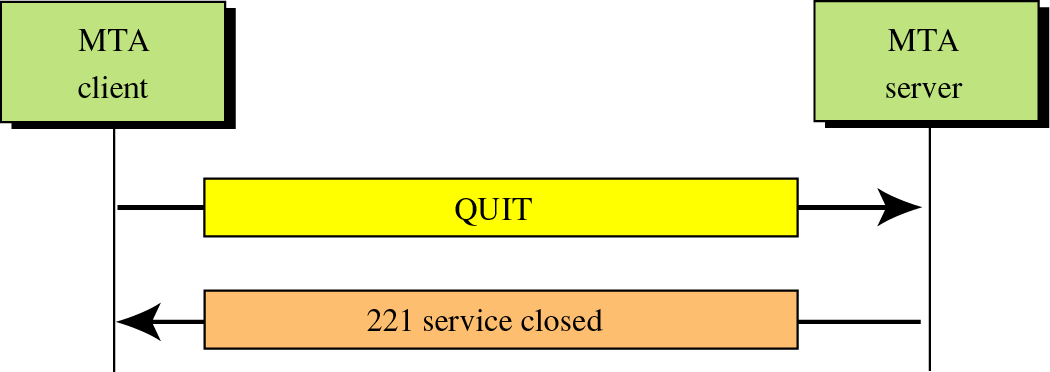 MTA
client
MTA
server
QUIT
221 service closed